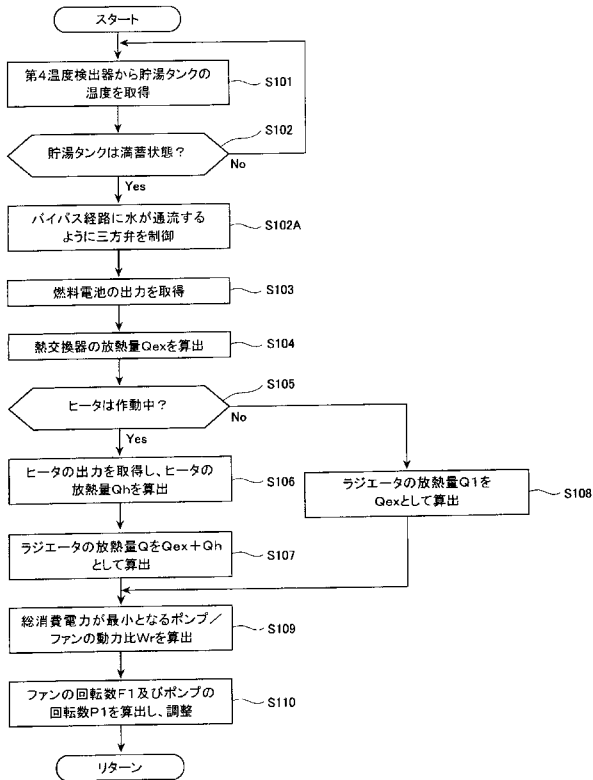 スタート
第4温度検出器から貯湯タンクの
温度を取得
S101
貯湯タンクは満蓄状態？
S102
No
Yes
バイパス経路に水が通流する
ように三方弁を制御
S102A
燃料電池の出力を取得
S103
熱交換器の放熱量Qexを算出
S104
ヒータは作動中？
S105
No
Yes
ヒータの出力を取得し、ヒータの
放熱量Qhを算出
S106
ラジエータの放熱量Q1を
Qexとして算出
S108
ラジエータの放熱量QをQex＋Qh
として算出
S107
総消費電力が最小となるポンプ／
ファンの動力比Wrを算出
S109
ファンの回転数F1及びポンプの
回転数P1を算出し、調整
S110
リターン